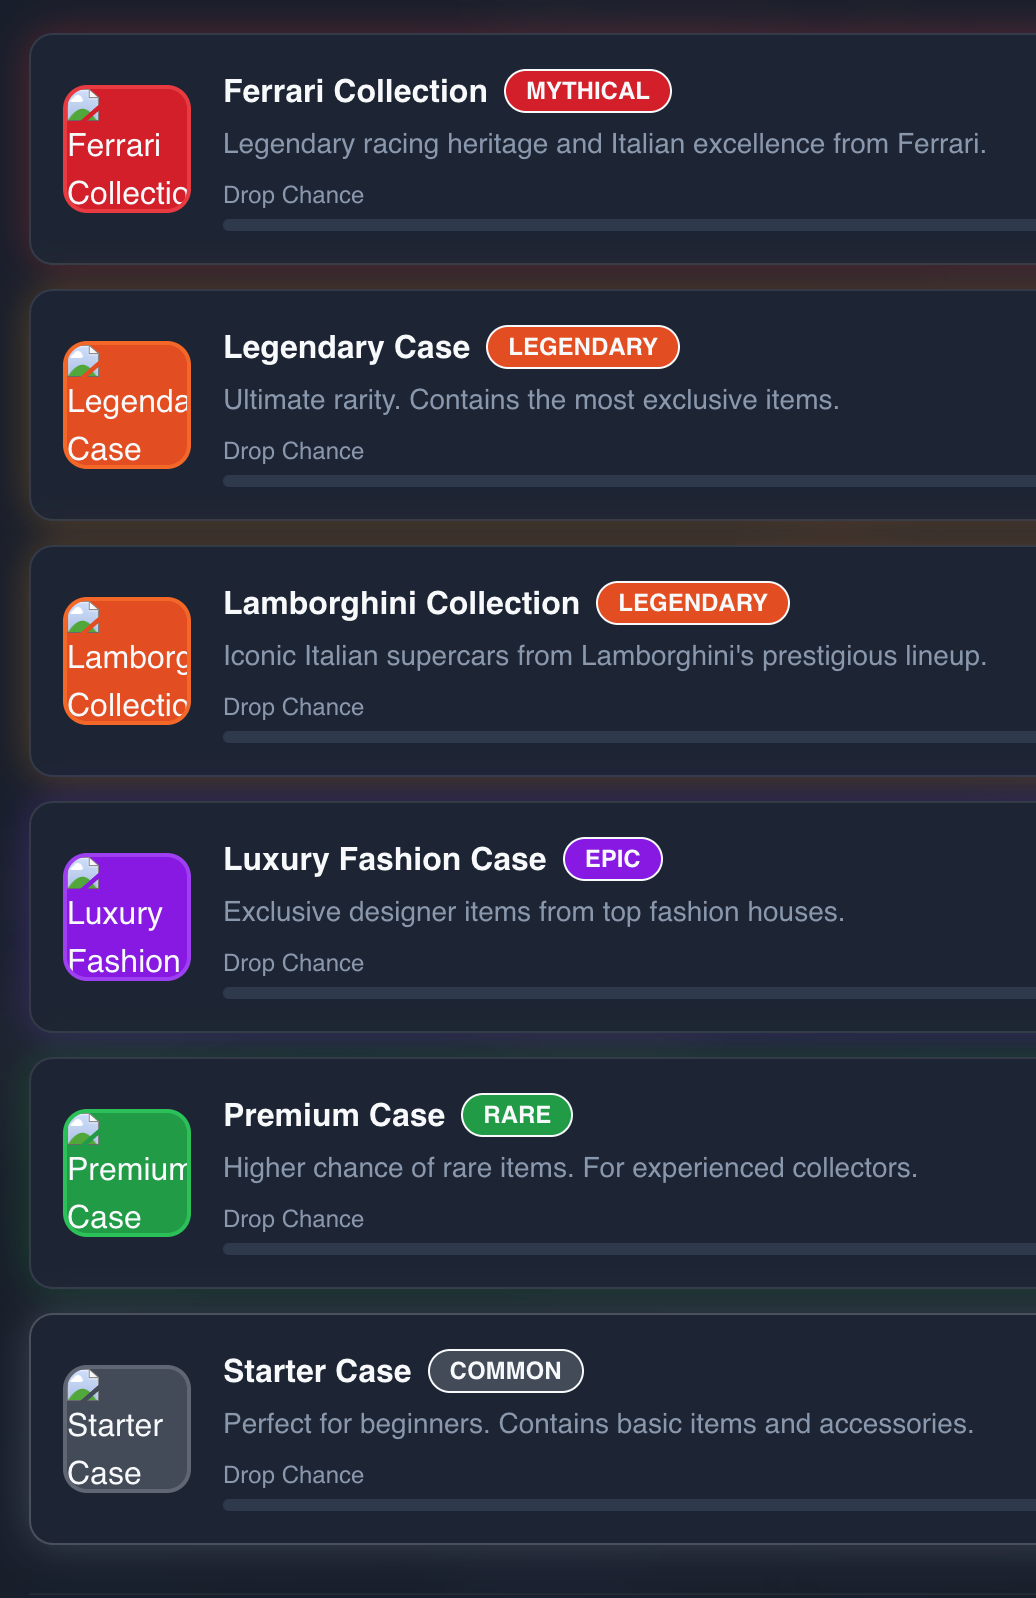 Ferrari Collection MYTHICAL
Legendary racing heritage and Italian excellence from Ferrari.
Drop Chance
Ferrari
Collectio
Legendary Case LEGENDARY
Ultimate rarity. Contains the most exclusive items.
Drop Chance
Legenda
Case
Lamborghini Collection LEGENDARY
Iconic Italian supercars from Lamborghini's prestigious lineup.
Drop Chance
Lamborg
Collectio
Luxury Fashion Case EPIC
Exclusive designer items from top fashion houses.
Drop Chance
Luxury
Fashion
Premium Case RARE
Higher chance of rare items. For experienced collectors.
Drop Chance
Premium
Case
Starter Case COMMON
Perfect for beginners. Contains basic items and accessories.
Drop Chance
Starter
Case